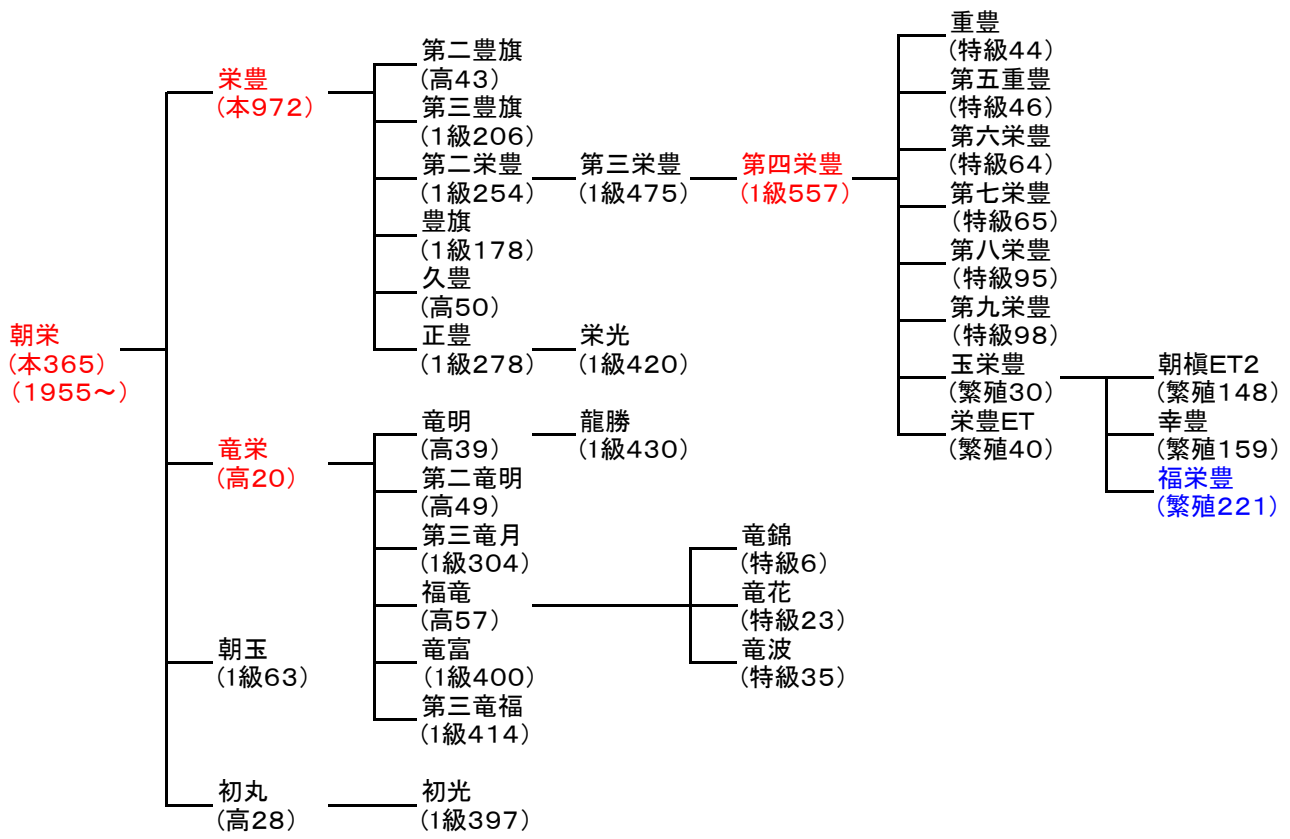 朝栄
(本365)
(1955～)
栄豊
(本972)
第二豊旗
(高43)
第三豊旗
(1級206)
第二栄豊
(1級254)
第三栄豊
(1級475)
第四栄豊
(1級557)
重豊
(特級44)
第五重豊
(特級46)
第六栄豊
(特級64)
第七栄豊
(特級65)
第八栄豊
(特級95)
第九栄豊
(特級98)
玉栄豊
(繁殖30)
朝槇ET2
(繁殖148)
幸豊
(繁殖159)
福栄豊
(繁殖221)
栄豊ET
(繁殖40)
豊旗
(1級178)
久豊
(高50)
正豊
(1級278)
栄光
(1級420)
竜栄
(高20)
竜明
(高39)
龍勝
(1級430)
第二竜明
(高49)
第三竜月
(1級304)
福竜
(高57)
竜錦
(特級6)
竜花
(特級23)
竜波
(特級35)
竜富
(1級400)
第三竜福
(1級414)
朝玉
(1級63)
初丸
(高28)
初光
(1級397)